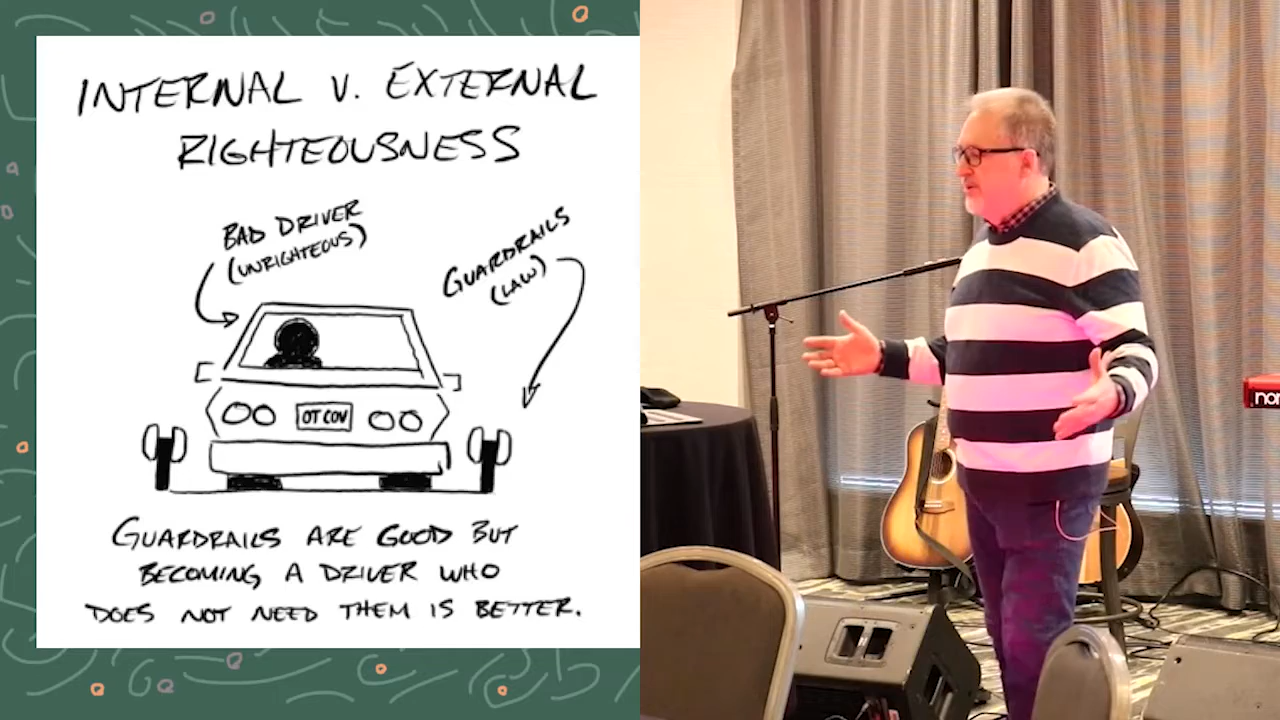 INTERNAL V. EXTERNAL
RIGHTEOUSNESS
BAD DRIVER
(UNRIGHTEOUS)
GUARDRAILS
(LAW)
OT COV
GUARDRAILS ARE GOOD BUT
BECOMING A DRIVER WHO
DOES NOT NEED THEM IS BETTER.
nor